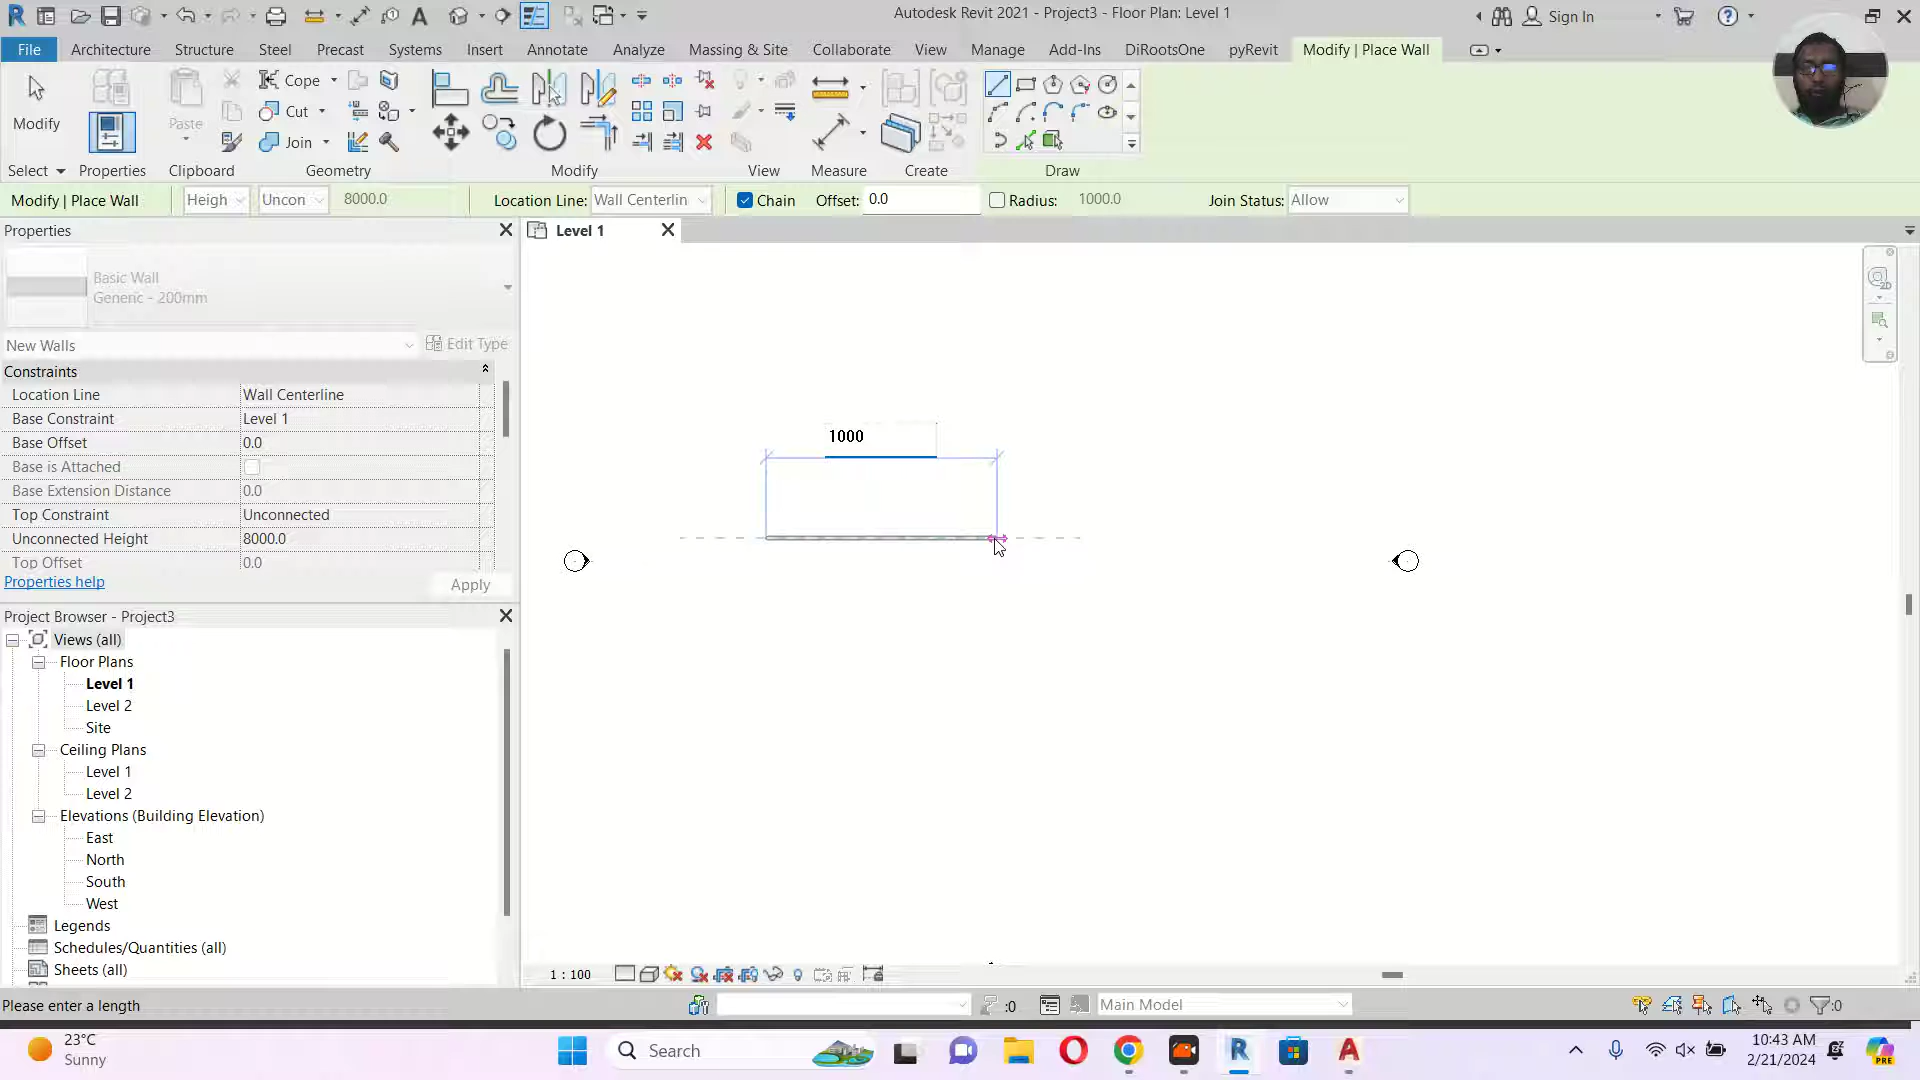 Autodesk Revit 2021 - Project3 - Floor Plan: Level 1
Sign In
File
Architecture
Structure
Steel
Precast
Systems
Insert
Annotate
Analyze
Massing & Site
Collaborate
View
Manage
Add-Ins
DiRootsOne
pyRevit
Modify | Place Wall
Modify
Paste
Cope
Cut
Join
Select
Properties
Clipboard
Geometry
Modify
View
Measure
Create
Draw
Modify | Place Wall
Heigh
Uncon
8000.0
Location Line:
Wall Centerlin
Chain
Offset:
0.0
Radius:
1000.0
Join Status:
Allow
Properties
Level 1
Basic Wall
Generic - 200mm
New Walls
Edit Type
Constraints
Location Line
Wall Centerline
Base Constraint
Level 1
Base Offset
0.0
Base is Attached
Base Extension Distance
0.0
Top Constraint
Unconnected
Unconnected Height
8000.0
Top Offset
0.0
Properties help
Apply
1000
2D
Project Browser - Project3
Views (all)
Floor Plans
Level 1
Level 2
Site
Ceiling Plans
Level 1
Level 2
Elevations (Building Elevation)
East
North
South
West
Legends
Schedules/Quantities (all)
Sheets (all)
1 : 100
Please enter a length
:0
Main Model
:0
23°C
Sunny
Search
10:43 AM
2/21/2024
PRE